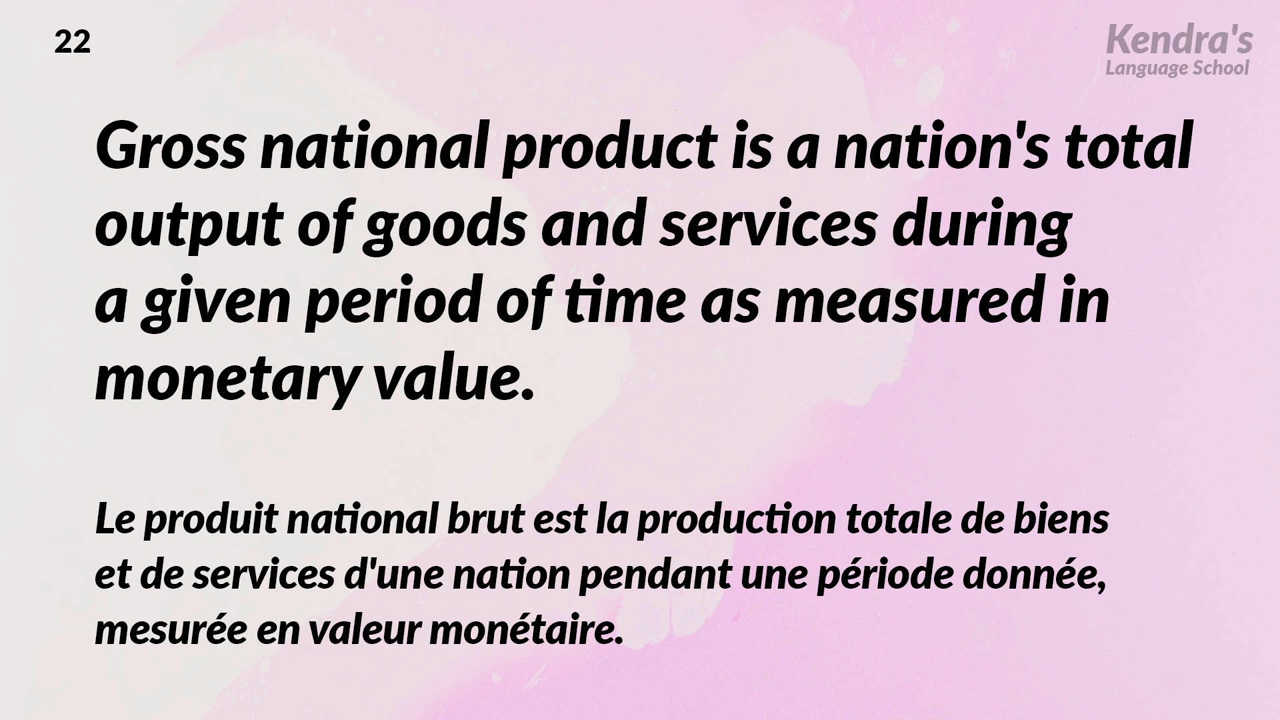 22
Kendra's
Language School
Gross national product is a nation's total
output of goods and services during
a given period of time as measured in
monetary value.
Le produit national brut est la production totale de biens
et de services d'une nation pendant une période donnée,
mesurée en valeur monétaire.